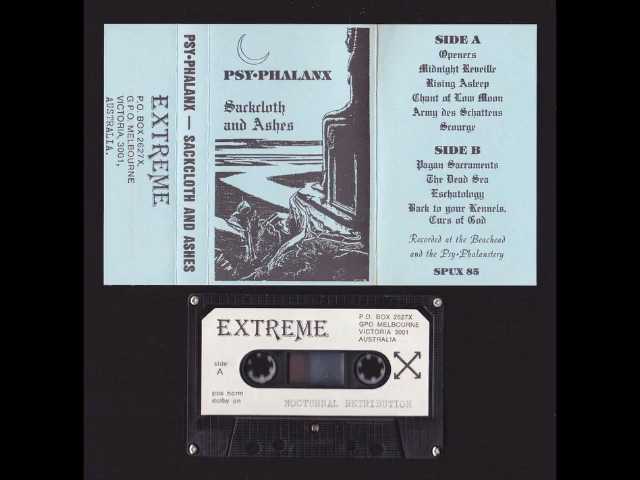 EXTREME
P.O. BOX 2627X,
G.P.O. MELBOURNE
VICTORIA, 3001,
AUSTRALIA.
PSY•PHALANX — SACKCLOTH AND ASHES
PSY•PHALANX
Sackcloth
and Ashes
SIDE A
Openers
Midnight Reveille
Rising Asleep
Chant of Low Moon
Army des Schattens
Scourge
SIDE B
Pagan Sacraments
The Dead Sea
Eschatology
Back to your Kennels,
Curs of God
Recorded at the Beachead
and the Psy•Phalanstery
SPUX 85
EXTREME
P.O. BOX 2627X
GPO MELBOURNE
VICTORIA 3001
AUSTRALIA
side
A
pos norm
dolby on
NOCTURNAL RETRIBUTION